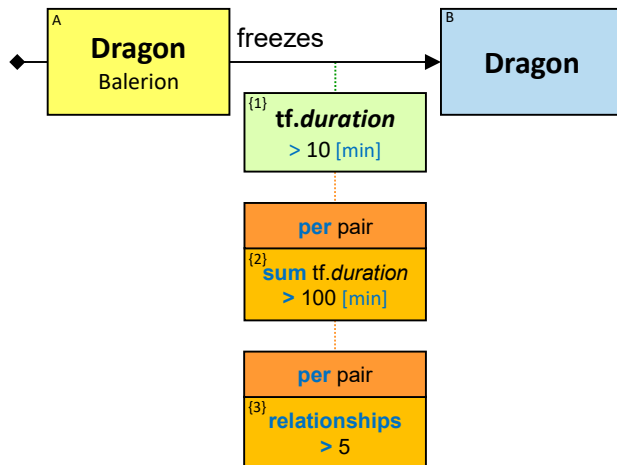 A
Dragon
Balerion
freezes
B
Dragon
{1}
tf.duration
> 10 [min]
per pair
{2}
sum tf.duration
> 100 [min]
per pair
{3}
relationships
> 5